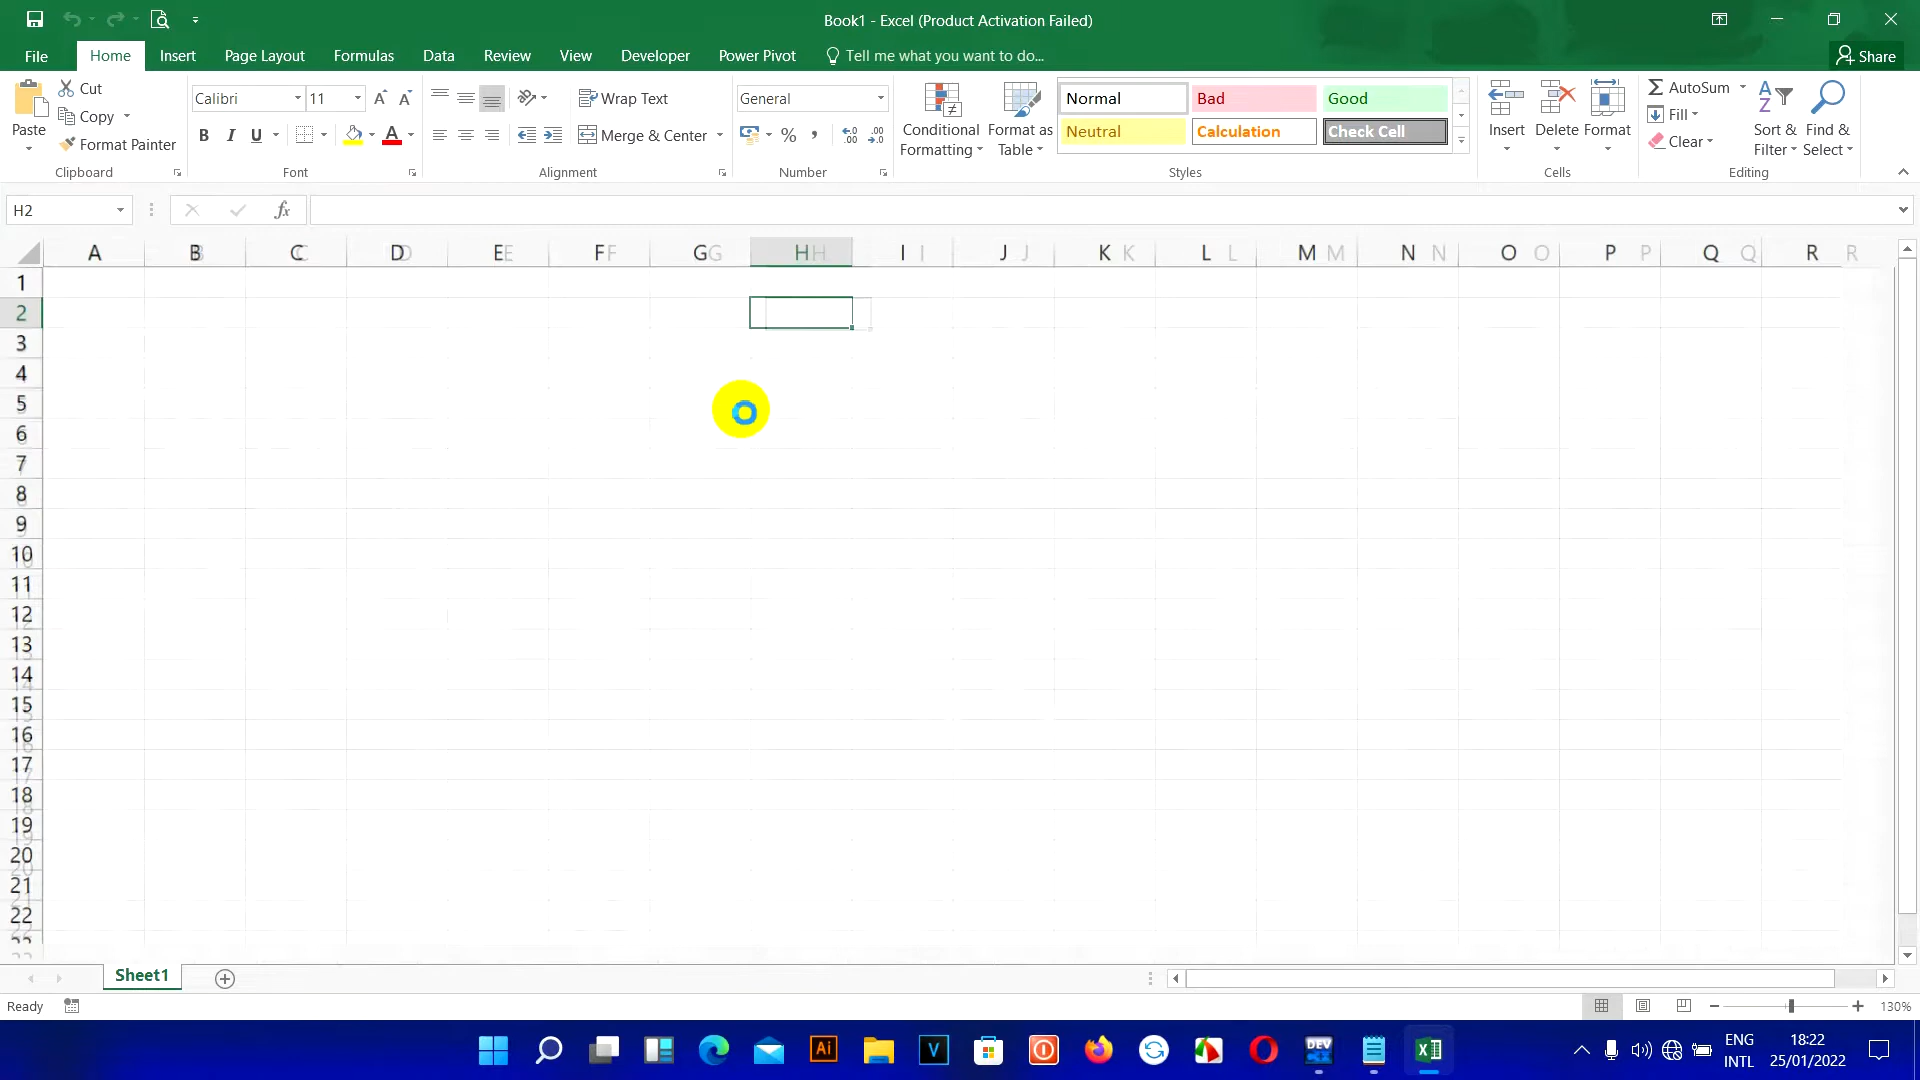 Book1 - Excel (Product Activation Failed)
File Home Insert Page Layout Formulas Data Review View Developer Power Pivot Tell me what you want to do... Share
Paste
Cut
Copy
Format Painter
Clipboard
Calibri 11
B I U
A
Font
Wrap Text
Merge & Center
Alignment
General
% ,
Number
Conditional
Formatting
Format as
Table
Normal Bad Good
Neutral Calculation Check Cell
Styles
Insert Delete Format
Cells
AutoSum
Fill
Clear
Sort &
Filter
Find &
Select
Editing
H2 fx
A B C D E F G H I J K L M N O P Q R
1
2
3
4
5
6
7
8
9
10
11
12
13
14
15
16
17
18
19
20
21
22
Sheet1
Ready 130%
Ai
V
DEV
ENG
INTL
18:22
25/01/2022